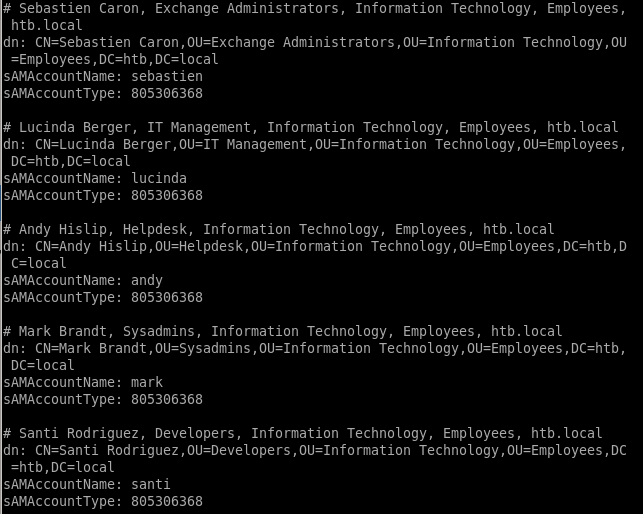 # Sebastien Caron, Exchange Administrators, Information Technology, Employees,
 htb.local
dn: CN=Sebastien Caron,OU=Exchange Administrators,OU=Information Technology,OU
 =Employees,DC=htb,DC=local
sAMAccountName: sebastien
sAMAccountType: 805306368

# Lucinda Berger, IT Management, Information Technology, Employees, htb.local
dn: CN=Lucinda Berger,OU=IT Management,OU=Information Technology,OU=Employees,
 DC=htb,DC=local
sAMAccountName: lucinda
sAMAccountType: 805306368

# Andy Hislip, Helpdesk, Information Technology, Employees, htb.local
dn: CN=Andy Hislip,OU=Helpdesk,OU=Information Technology,OU=Employees,DC=htb,D
 C=local
sAMAccountName: andy
sAMAccountType: 805306368

# Mark Brandt, Sysadmins, Information Technology, Employees, htb.local
dn: CN=Mark Brandt,OU=Sysadmins,OU=Information Technology,OU=Employees,DC=htb,
 DC=local
sAMAccountName: mark
sAMAccountType: 805306368

# Santi Rodriguez, Developers, Information Technology, Employees, htb.local
dn: CN=Santi Rodriguez,OU=Developers,OU=Information Technology,OU=Employees,DC
 =htb,DC=local
sAMAccountName: santi
sAMAccountType: 805306368